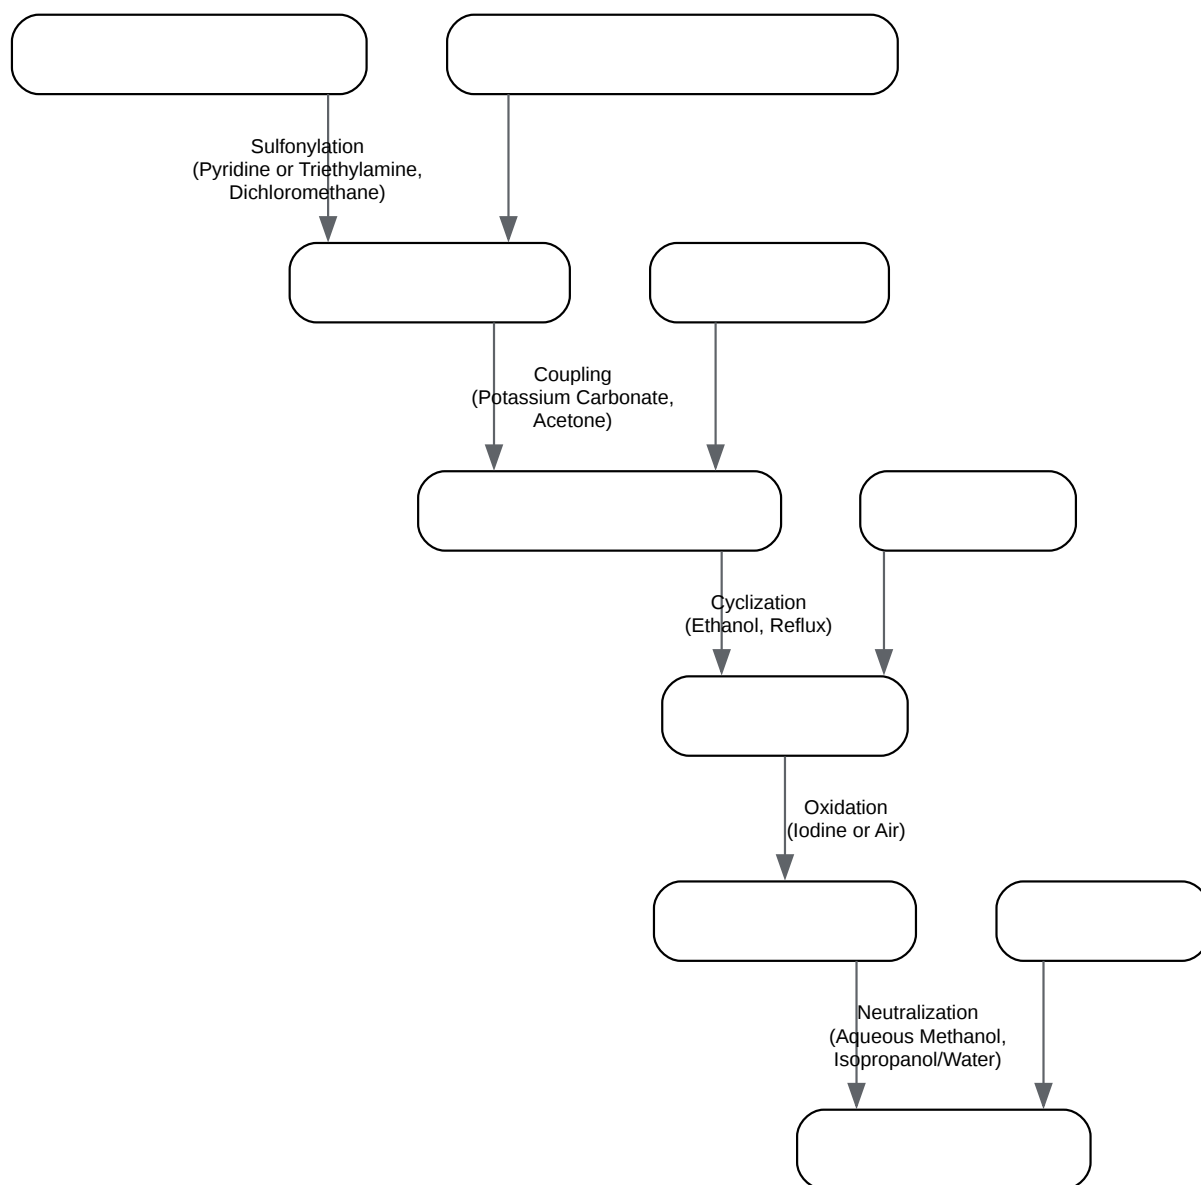 Sulfonylation
(Pyridine or Triethylamine,
Dichloromethane)
Coupling
(Potassium Carbonate,
Acetone)
Cyclization
(Ethanol, Reflux)
Oxidation
(Iodine or Air)
Neutralization
(Aqueous Methanol,
Isopropanol/Water)